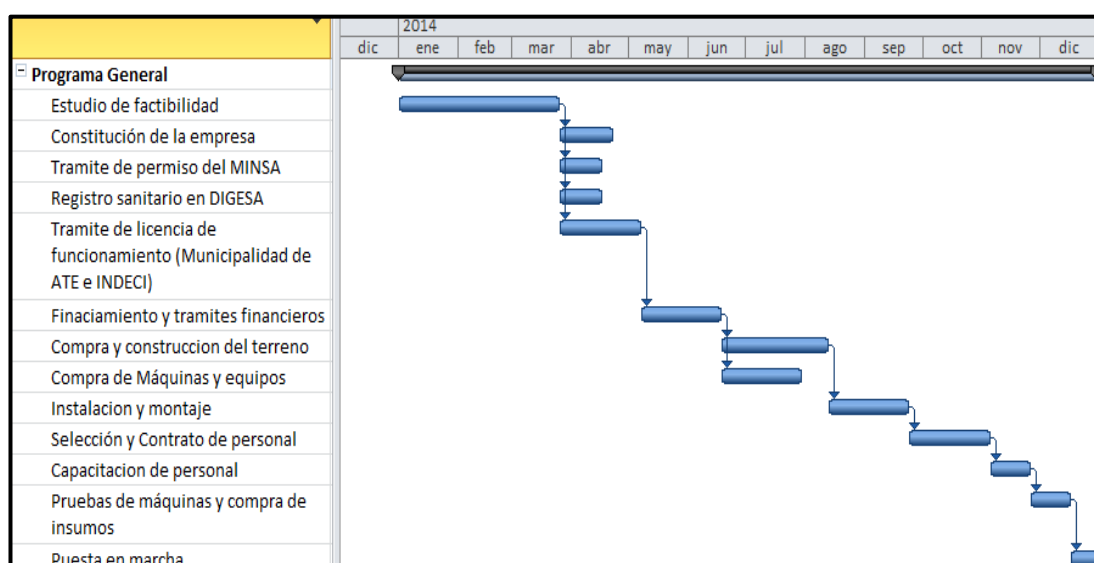 2014
dic ene feb mar abr may jun jul ago sep oct nov dic
Programa General
Estudio de factibilidad
Constitución de la empresa
Tramite de permiso del MINSA
Registro sanitario en DIGESA
Tramite de licencia de
funcionamiento (Municipalidad de
ATE e INDECI)
Finaciamiento y tramites financieros
Compra y construccion del terreno
Compra de Máquinas y equipos
Instalacion y montaje
Selección y Contrato de personal
Capacitacion de personal
Pruebas de máquinas y compra de
insumos
Puesta en marcha